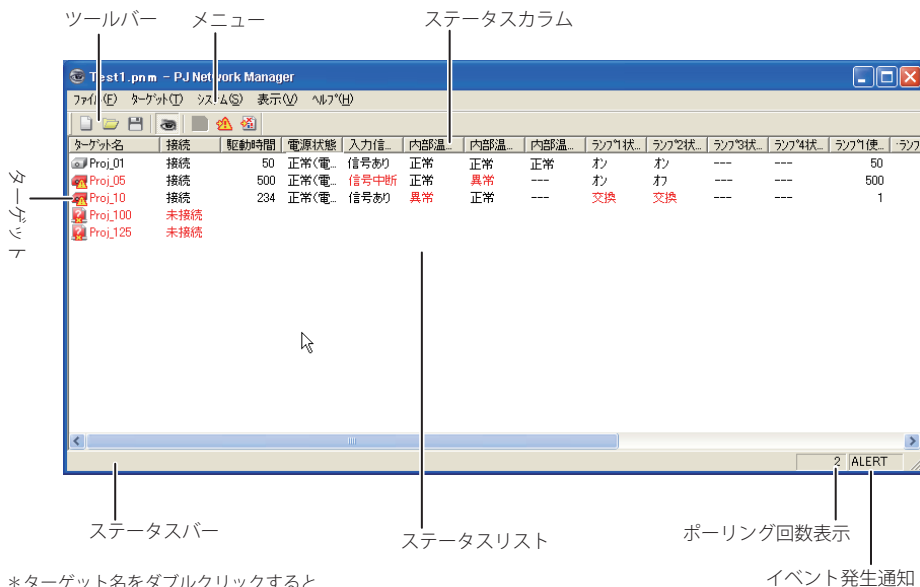 ツールバー メニュー ステータスカラム
Test1.pnm - PJ Network Manager
ファイル(F) ターゲット(T) システム(S) 表示(V) ヘルプ(H)
ターゲット名 接続 駆動時間 電源状態 入力信... 内部温... 内部温... 内部温... ランプ1状... ランプ2状... ランプ3状... ランプ4状... ランプ1使... ランプ
Proj_01 接続 50 正常(電... 信号あり 正常 正常 正常 オン オン --- --- 50
Proj_05 接続 500 正常(電... 信号中断 正常 異常 --- オン オフ --- --- 500
Proj_10 接続 234 正常(電... 信号あり 異常 正常 --- 交換 交換 --- --- 1
Proj_100 未接続
Proj_125 未接続
ターゲット
2 ALERT
ステータスバー ステータスリスト ポーリング回数表示
イベント発生通知
*ターゲット名をダブルクリックすると